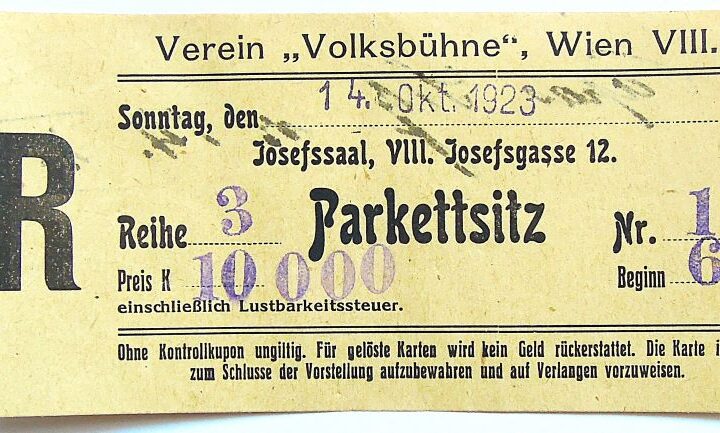 Verein „Volksbühne“, Wien VIII.
Sonntag, den 14. Okt. 1923
Josefssaal, VIII. Josefsgasse 12.
R
Reihe 3 Parkettsitz Nr. 1
Preis K 10000 Beginn 6
einschließlich Lustbarkeitssteuer.
Ohne Kontrollkupon ungiltig. Für gelöste Karten wird kein Geld rückerstattet. Die Karte i
zum Schlusse der Vorstellung aufzubewahren und auf Verlangen vorzuweisen.